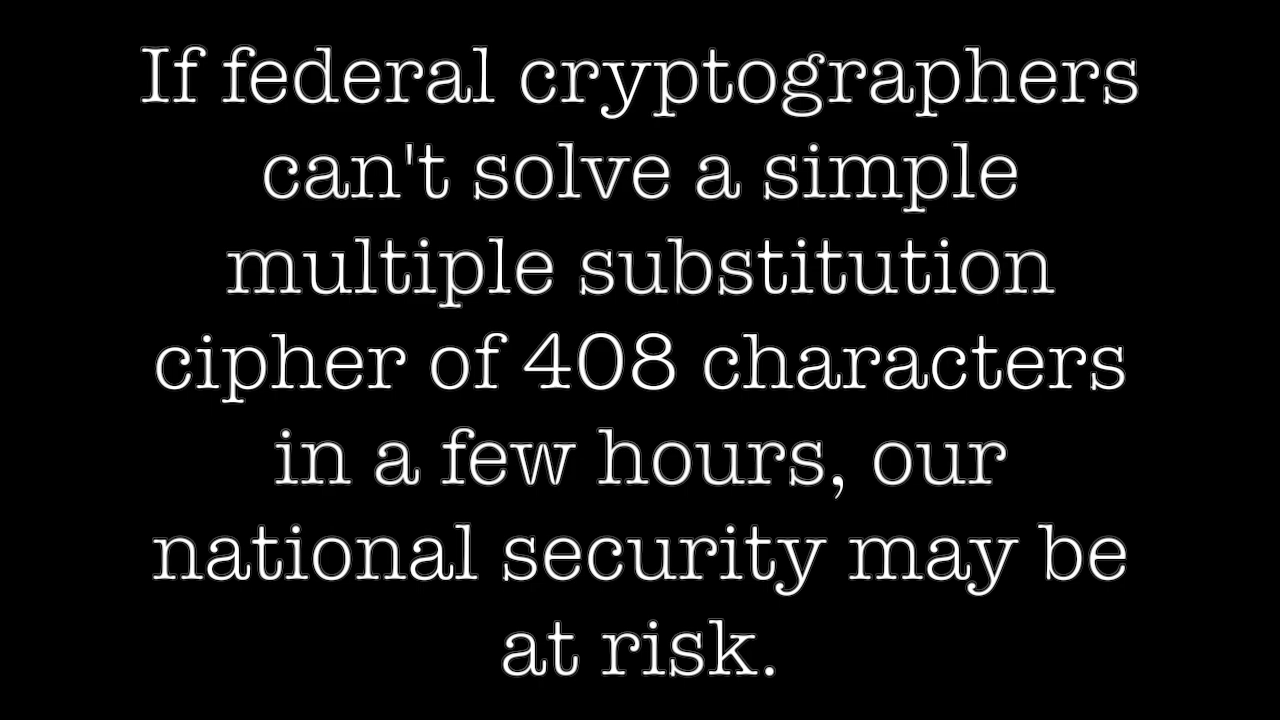 If federal cryptographers
can't solve a simple
multiple substitution
cipher of 408 characters
in a few hours, our
national security may be
at risk.